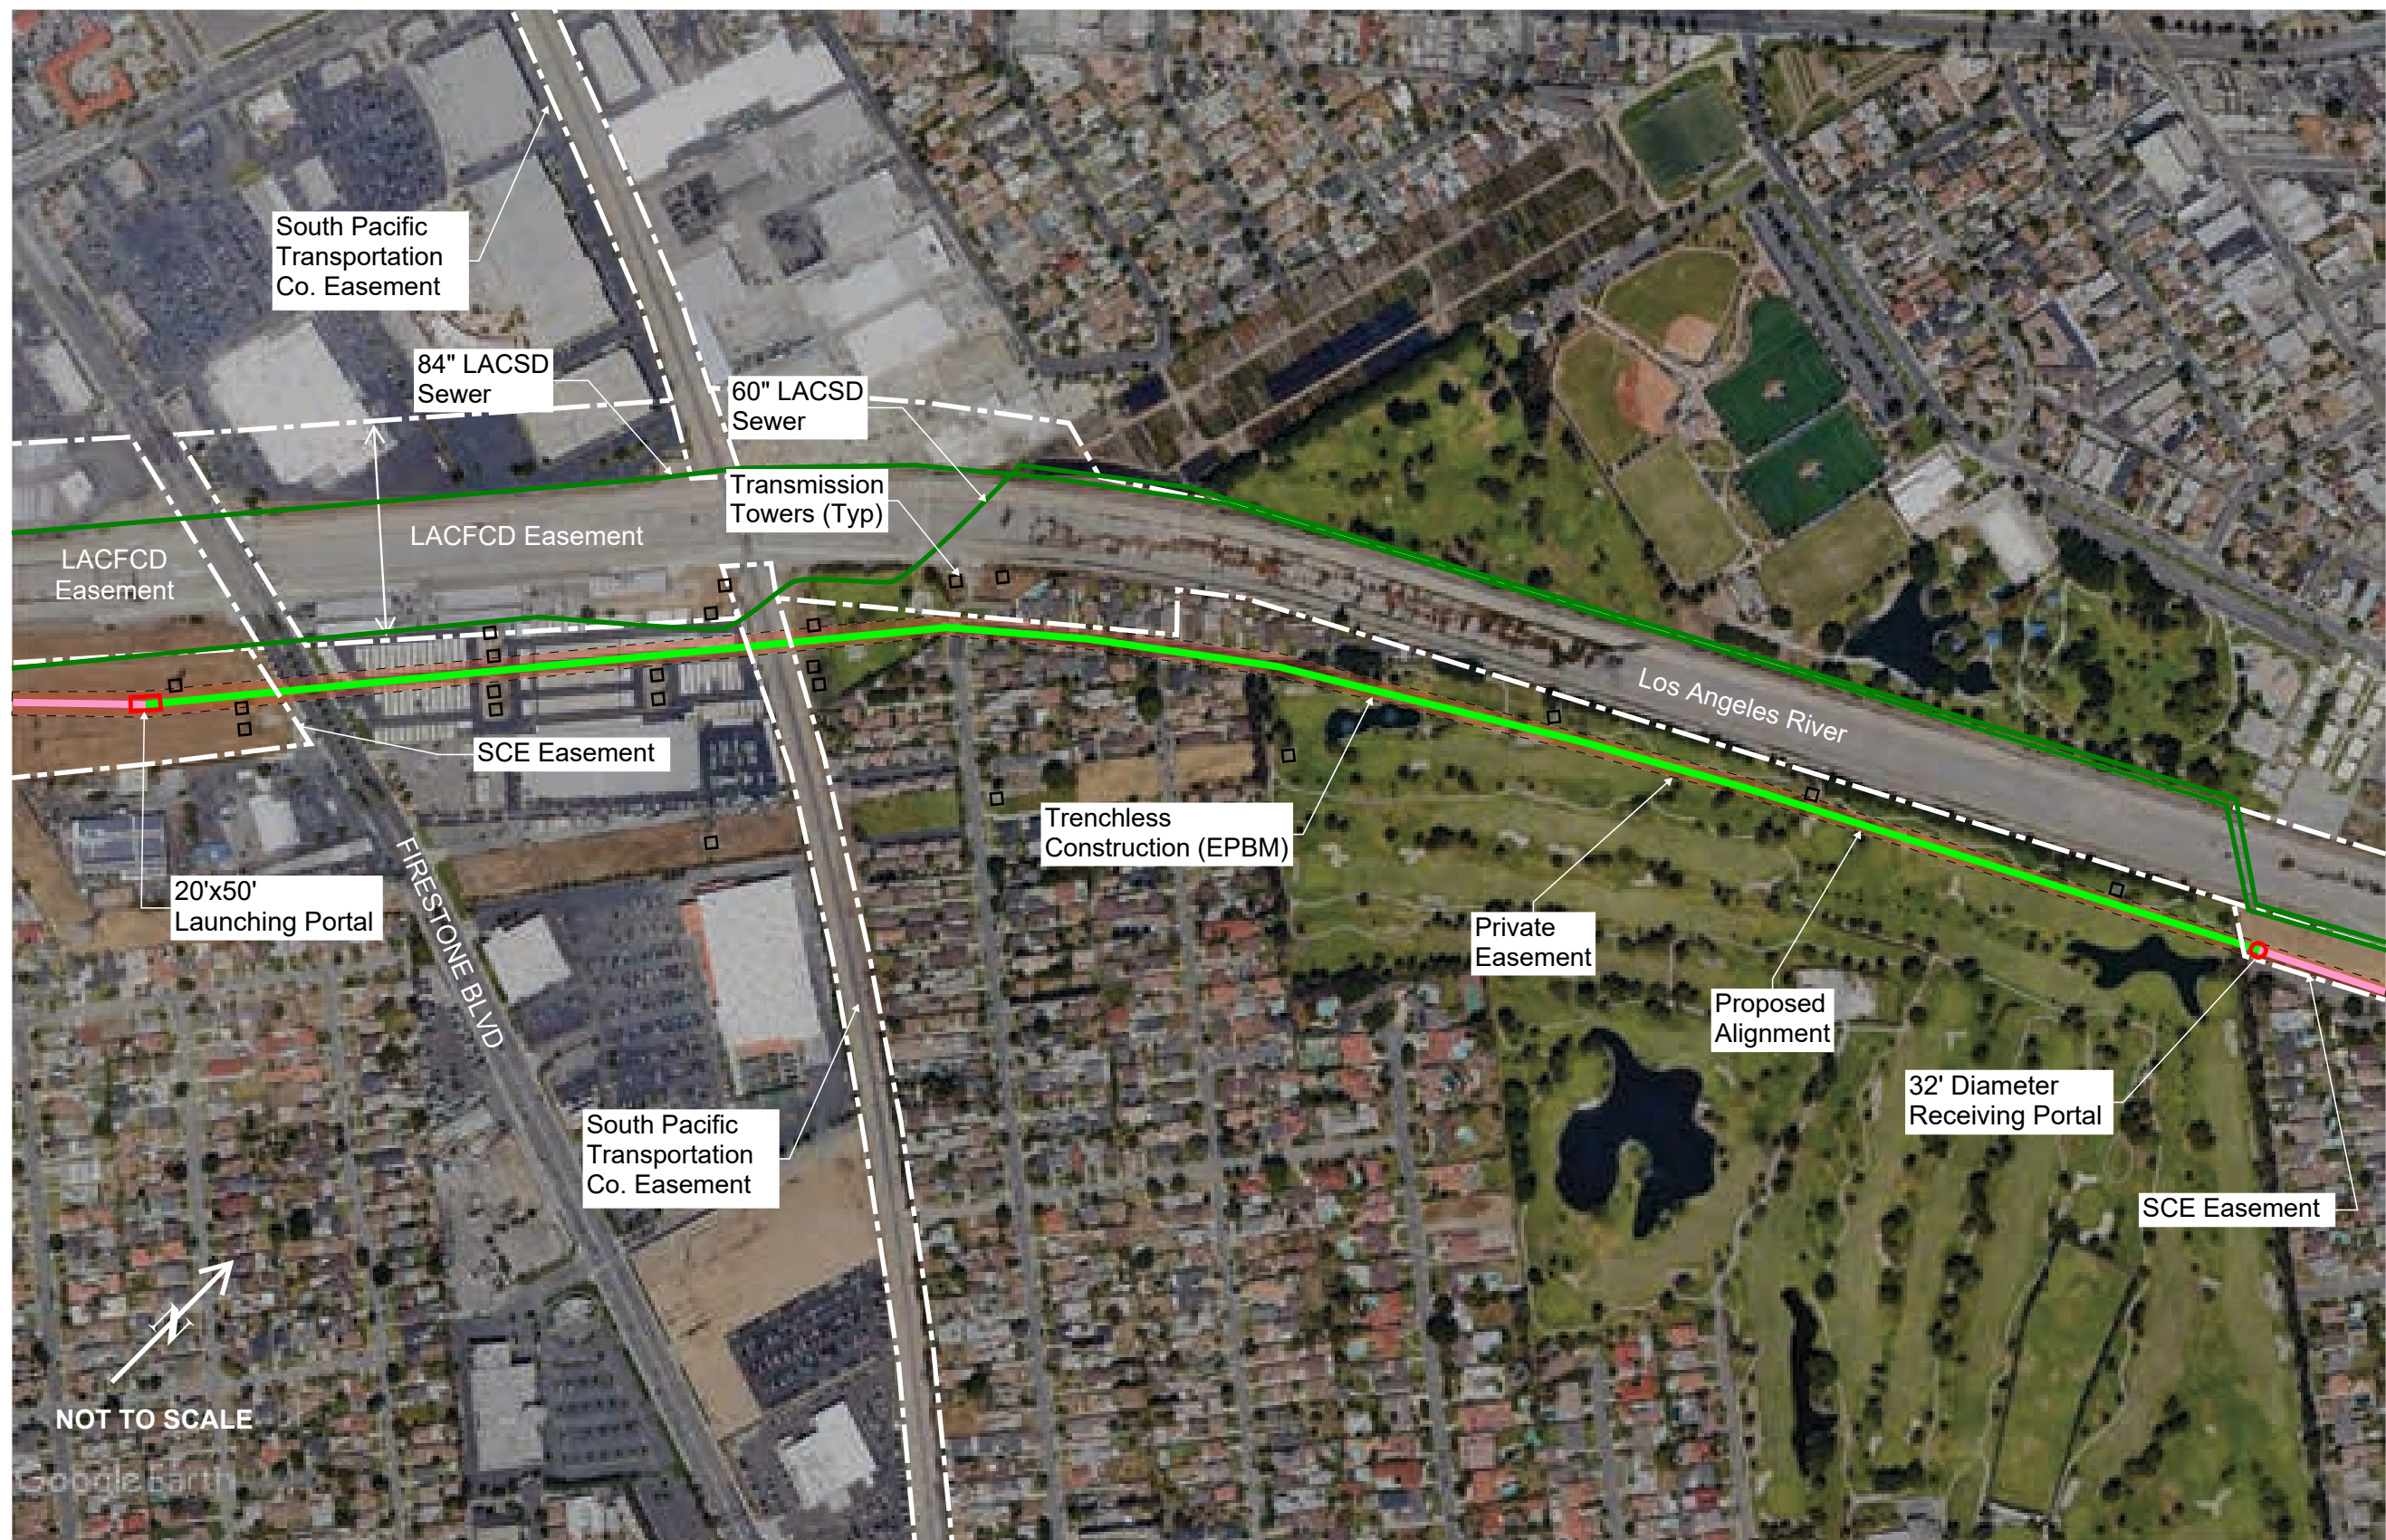 South Pacific
Transportation
Co. Easement
84" LACSD
Sewer
60" LACSD
Sewer
Transmission
Towers (Typ)
LACFCD Easement
LACFCD
Easement
Los Angeles River
SCE Easement
Trenchless
Construction (EPBM)
20'x50'
Launching Portal
FIRESTONE BLVD
Private
Easement
Proposed
Alignment
32' Diameter
Receiving Portal
South Pacific
Transportation
Co. Easement
SCE Easement
NOT TO SCALE
Google Earth